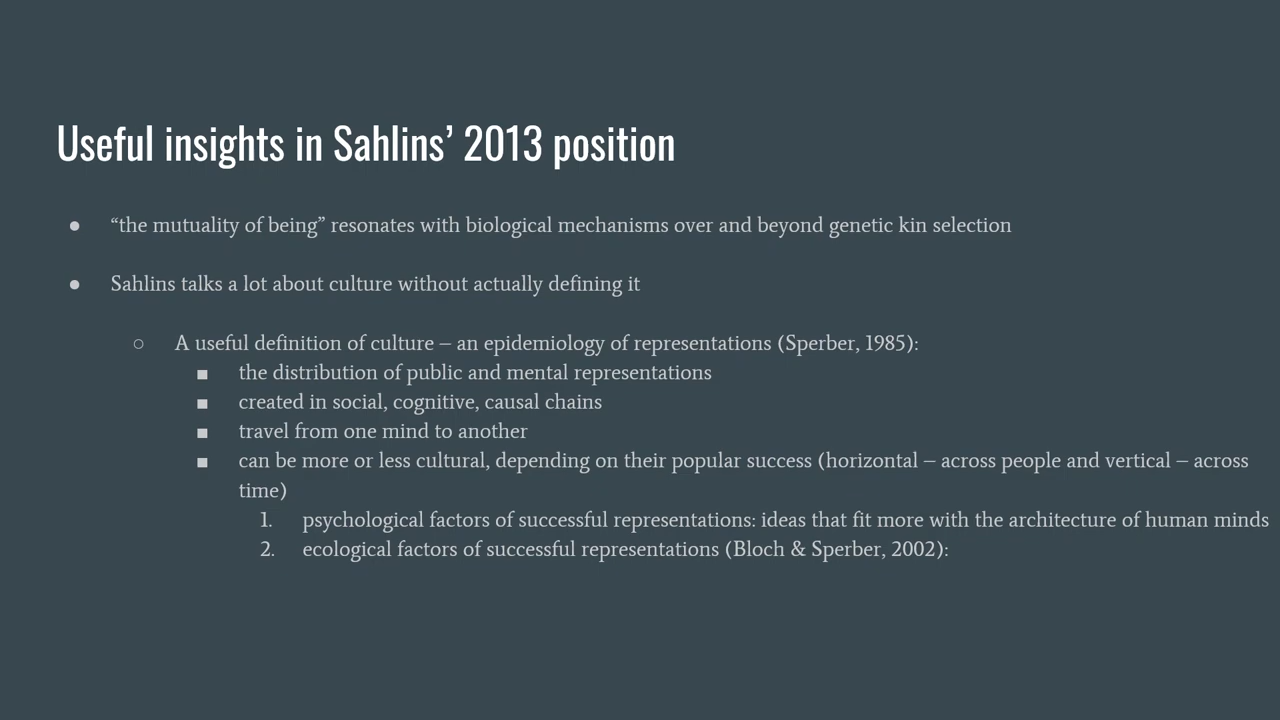 Useful insights in Sahlins’ 2013 position
● “the mutuality of being” resonates with biological mechanisms over and beyond genetic kin selection
● Sahlins talks a lot about culture without actually defining it
○ A useful definition of culture – an epidemiology of representations (Sperber, 1985):
■ the distribution of public and mental representations
■ created in social, cognitive, causal chains
■ travel from one mind to another
■ can be more or less cultural, depending on their popular success (horizontal – across people and vertical – across
time)
1. psychological factors of successful representations: ideas that fit more with the architecture of human minds
2. ecological factors of successful representations (Bloch & Sperber, 2002):